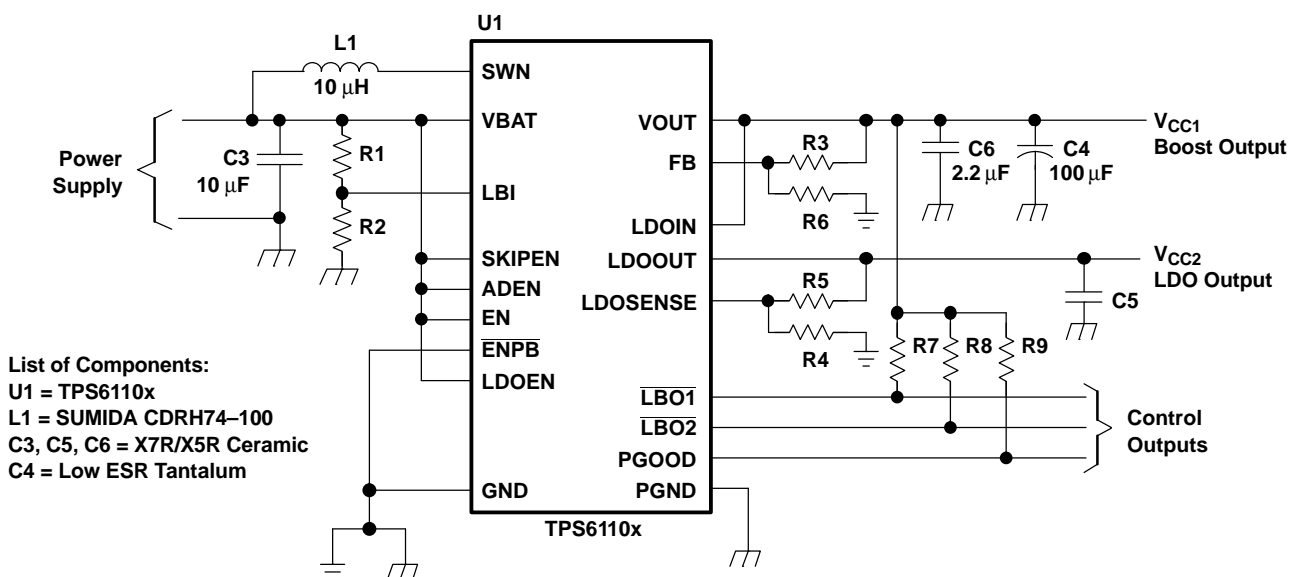 U1
L1
10 µH
SWN
VBAT
Power
Supply
C3
10 µF
R1
LBI
R2
SKIPEN
ADEN
EN
ENPB
LDOEN
GND
VOUT
FB
LDOIN
LDOOUT
LDOSENSE
LBO1
LBO2
PGOOD
PGND
TPS6110x
R3
R6
R5
R4
C6
2.2 µF
C4
100 µF
VCC1
Boost Output
VCC2
LDO Output
C5
R7
R8
R9
Control
Outputs
List of Components:
U1 = TPS6110x
L1 = SUMIDA CDRH74–100
C3, C5, C6 = X7R/X5R Ceramic
C4 = Low ESR Tantalum